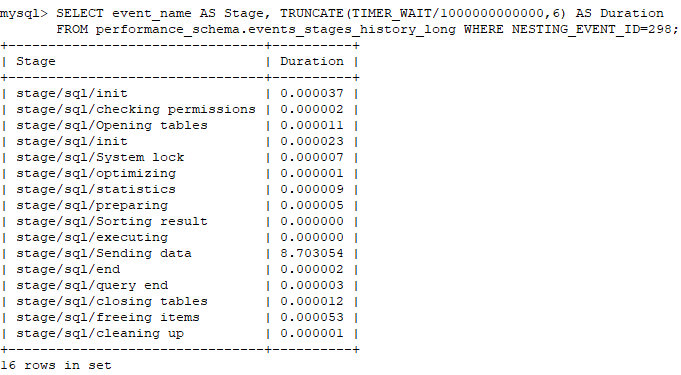 mysql> SELECT event_name AS Stage, TRUNCATE(TIMER_WAIT/1000000000000,6) AS Duration
       FROM performance_schema.events_stages_history_long WHERE NESTING_EVENT_ID=298;
+--------------------------------+----------+
| Stage                          | Duration |
+--------------------------------+----------+
| stage/sql/init                 | 0.000037 |
| stage/sql/checking permissions | 0.000002 |
| stage/sql/Opening tables       | 0.000011 |
| stage/sql/init                 | 0.000023 |
| stage/sql/System lock          | 0.000007 |
| stage/sql/optimizing           | 0.000001 |
| stage/sql/statistics           | 0.000009 |
| stage/sql/preparing            | 0.000005 |
| stage/sql/Sorting result       | 0.000000 |
| stage/sql/executing            | 0.000000 |
| stage/sql/Sending data         | 8.703054 |
| stage/sql/end                  | 0.000002 |
| stage/sql/query end            | 0.000003 |
| stage/sql/closing tables       | 0.000012 |
| stage/sql/freeing items        | 0.000053 |
| stage/sql/cleaning up          | 0.000001 |
+--------------------------------+----------+
16 rows in set